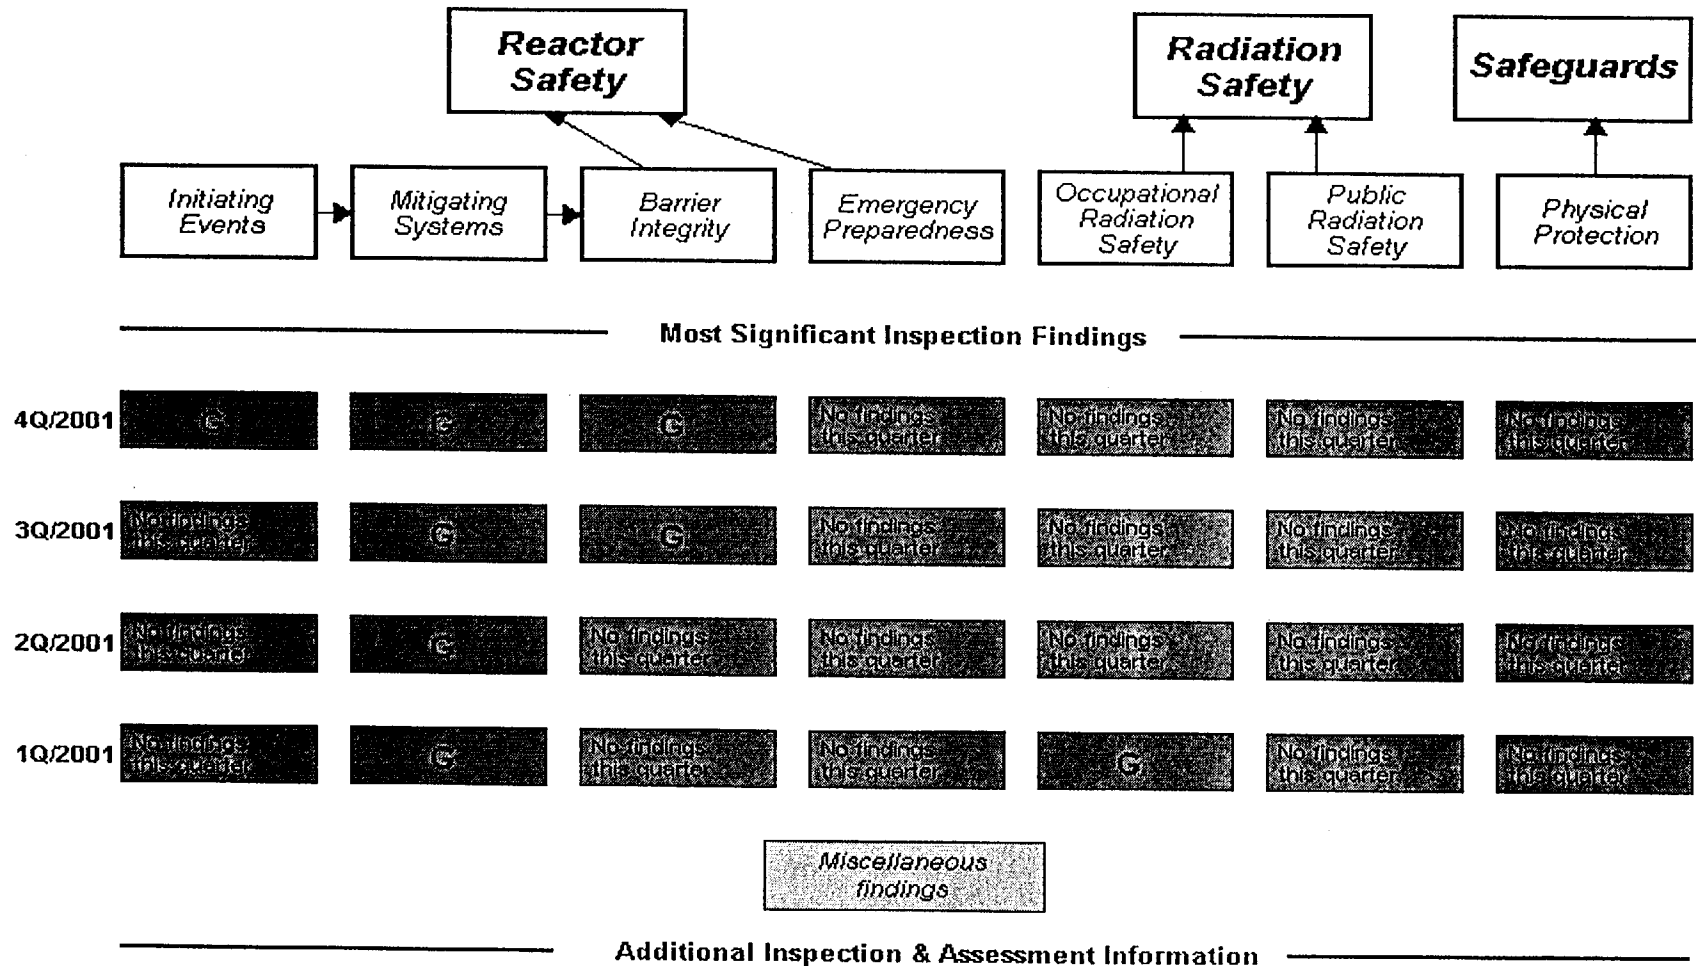 Reactor
Safety
Radiation
Safety
Safeguards
Initiating
Events
Mitigating
Systems
Barrier
Integrity
Emergency
Preparedness
Occupational
Radiation
Safety
Public
Radiation
Safety
Physical
Protection
Most Significant Inspection Findings
4Q/2001
G
G
G
No findings
this quarter
No findings
this quarter
No findings
this quarter
No findings
this quarter
3Q/2001
No findings
this quarter
G
G
No findings
this quarter
No findings
this quarter
No findings
this quarter
No findings
this quarter
2Q/2001
No findings
this quarter
G
No findings
this quarter
No findings
this quarter
No findings
this quarter
No findings
this quarter
No findings
this quarter
1Q/2001
No findings
this quarter
G
No findings
this quarter
No findings
this quarter
G
No findings
this quarter
No findings
this quarter
Miscellaneous
findings
Additional Inspection & Assessment Information